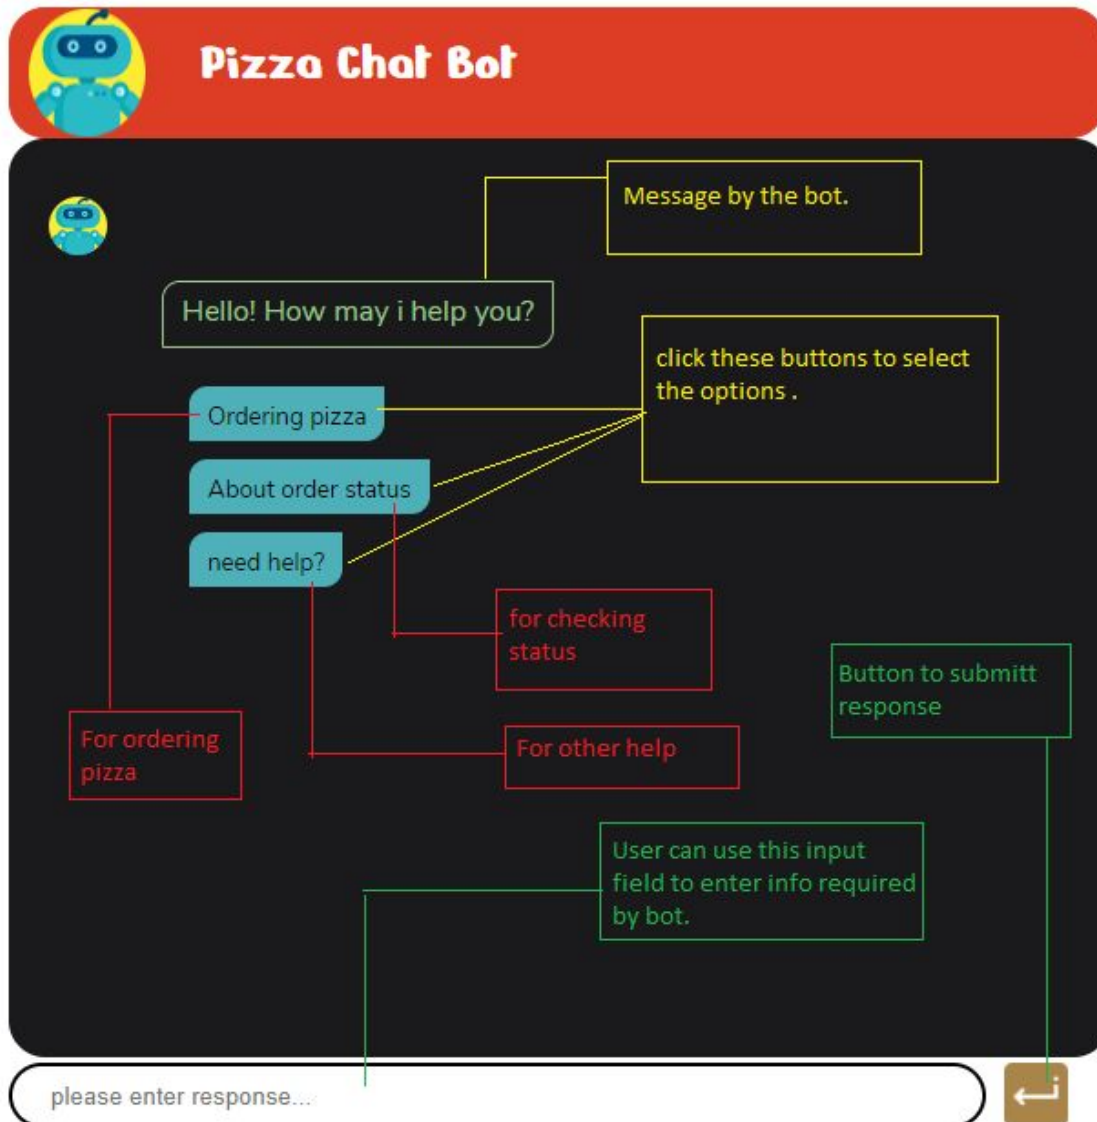 Pizza Chat Bot
Message by the bot.
Hello! How may i help you?
click these buttons to select
the options .
Ordering pizza
About order status
need help?
for checking
status
Button to submitt
response
For ordering
pizza
For other help
User can use this input
field to enter info required
by bot.
please enter response...